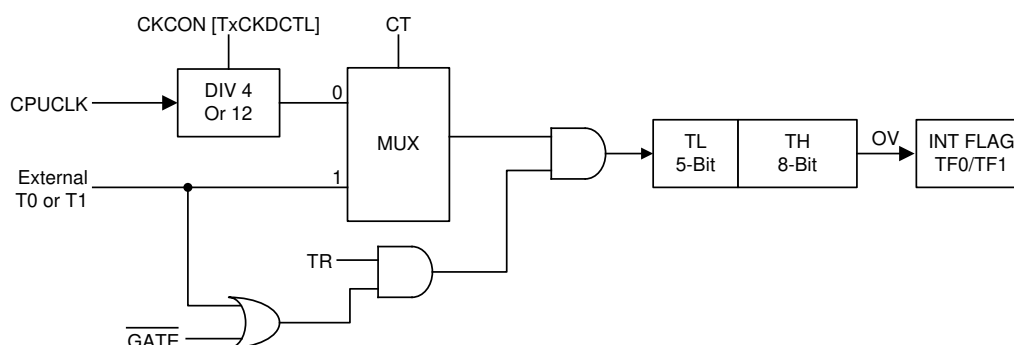 CKCON [TxCKDCTL]
CT
CPUCLK
DIV 4
Or 12
0
MUX
TL
5-Bit
TH
8-Bit
OV
INT FLAG
TF0/TF1
External
T0 or T1
1
TR
GATE